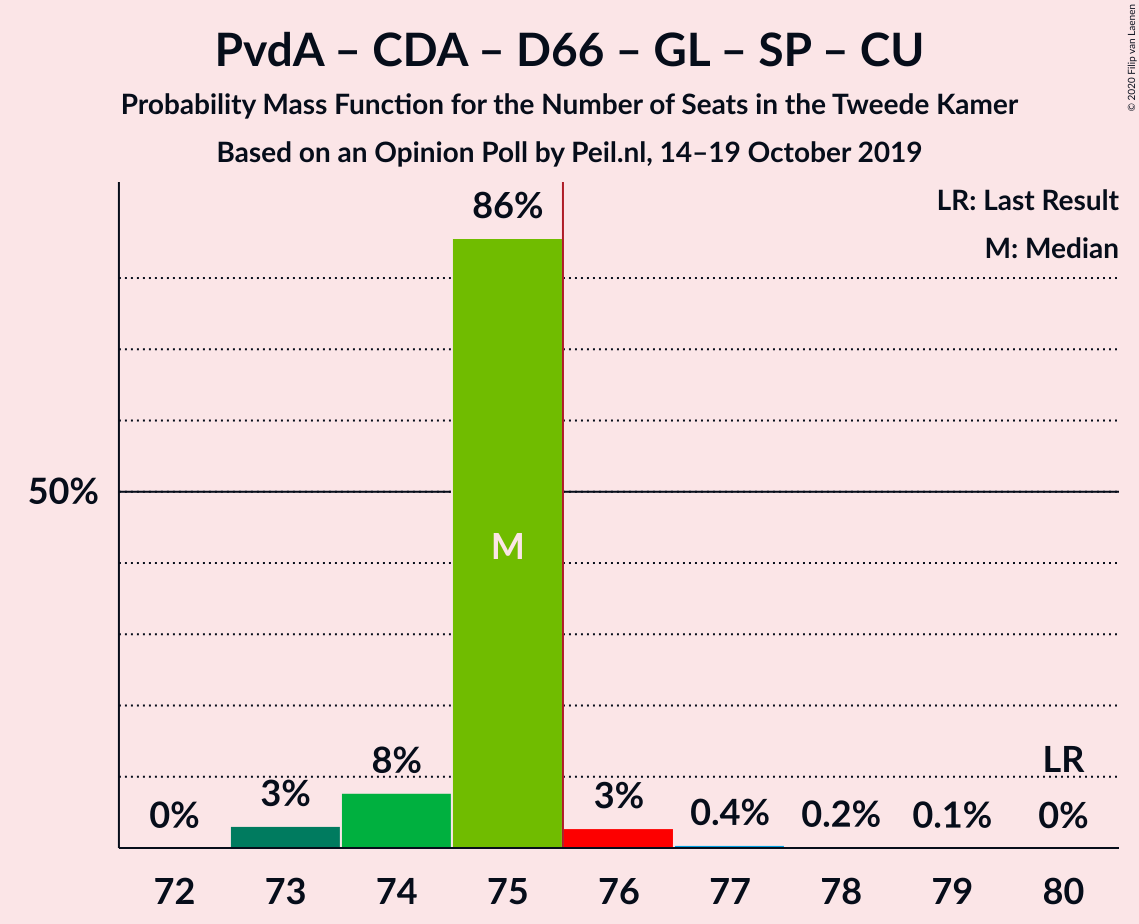 PvdA – CDA – D66 – GL – SP – CU
Probability Mass Function for the Number of Seats in the Tweede Kamer
Based on an Opinion Poll by Peil.nl, 14–19 October 2019
© 2020 Filip van Laenen
LR: Last Result
M: Median
86%
50%
M
8%
LR
0%
3%
3%
0.4%
0.2%
0.1%
0%
72
73
74
75
76
77
78
79
80